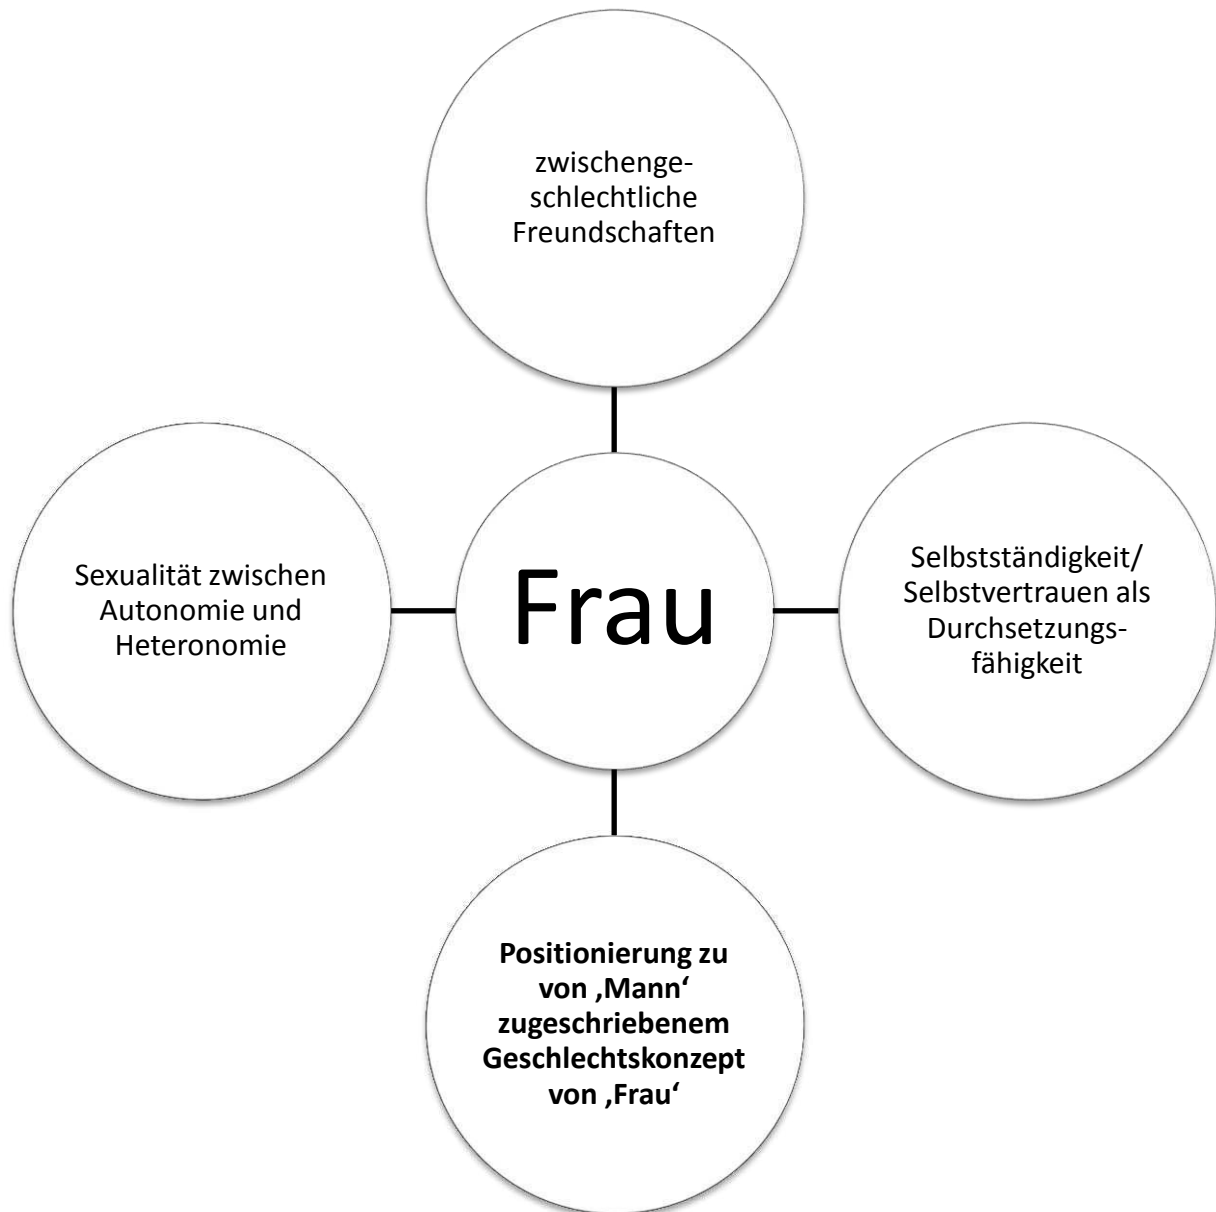 zwischenge-
schlechtliche
Freundschaften
Sexualität zwischen
Autonomie und
Heteronomie
Frau
Selbstständigkeit/
Selbstvertrauen als
Durchsetzungs-
fähigkeit
Positionierung zu
von ‚Mann‘
zugeschriebenem
Geschlechtskonzept
von ‚Frau‘